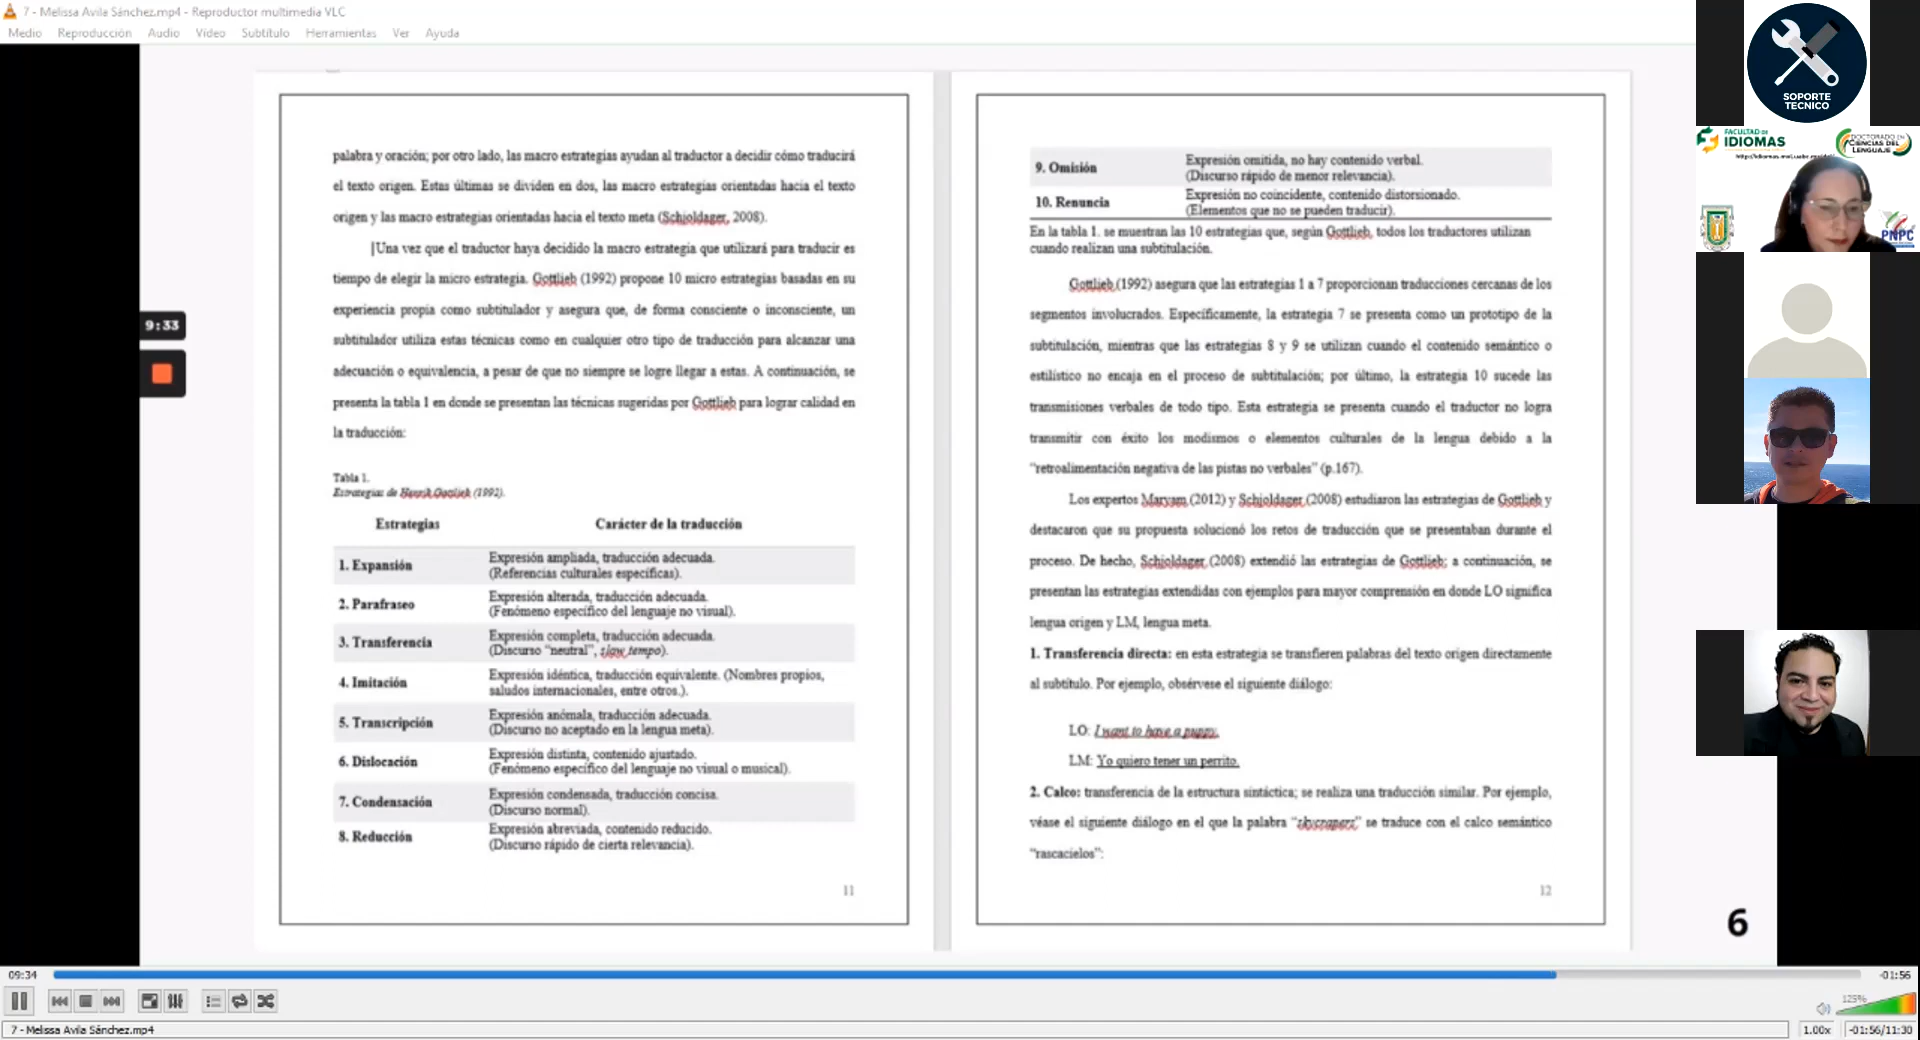 7 - Melissa Avila Sánchez.mp4 - Reproductor multimedia VLC
Medio Reproducción Audio Vídeo Subtítulo Herramientas Ver Ayuda
9:33
palabra y oración; por otro lado, las macro estrategias ayudan al traductor a decidir cómo traducirá
el texto origen. Estas últimas se dividen en dos, las macro estrategias orientadas hacia el texto
origen y las macro estrategias orientadas hacia el texto meta (Schjoldager, 2008).
Una vez que el traductor haya decidido la macro estrategia que utilizará para traducir es
tiempo de elegir la micro estrategia. Gottlieb (1992) propone 10 micro estrategias basadas en su
experiencia propia como subtitulador y asegura que, de forma consciente o inconsciente, un
subtitulador utiliza estas técnicas como en cualquier otro tipo de traducción para alcanzar una
adecuación o equivalencia, a pesar de que no siempre se logre llegar a estas. A continuación, se
presenta la tabla 1 en donde se presentan las técnicas sugeridas por Gottlieb para lograr calidad en
la traducción:
Tabla 1.
Estrategias de Henrik Gottlieb (1992).
Estrategias Carácter de la traducción
1. Expansión Expresión ampliada, traducción adecuada.
(Referencias culturales específicas).
2. Parafraseo Expresión alterada, traducción adecuada.
(Fenómeno específico del lenguaje no visual).
3. Transferencia Expresión completa, traducción adecuada.
(Discurso "neutral", slow tempo).
4. Imitación Expresión idéntica, traducción equivalente. (Nombres propios,
saludos internacionales, entre otros.).
5. Transcripción Expresión anómala, traducción adecuada.
(Discurso no aceptado en la lengua meta).
6. Dislocación Expresión distinta, contenido ajustado.
(Fenómeno específico del lenguaje no visual o musical).
7. Condensación Expresión condensada, traducción concisa.
(Discurso normal).
8. Reducción Expresión abreviada, contenido reducido.
(Discurso rápido de cierta relevancia).
11
9. Omisión Expresión omitida, no hay contenido verbal.
(Discurso rápido de menor relevancia).
10. Renuncia Expresión no coincidente, contenido distorsionado.
(Elementos que no se pueden traducir).
En la tabla 1. se muestran las 10 estrategias que, según Gottlieb, todos los traductores utilizan
cuando realizan una subtitulación.
Gottlieb (1992) asegura que las estrategias 1 a 7 proporcionan traducciones cercanas de los
segmentos involucrados. Específicamente, la estrategia 7 se presenta como un prototipo de la
subtitulación, mientras que las estrategias 8 y 9 se utilizan cuando el contenido semántico o
estilístico no encaja en el proceso de subtitulación; por último, la estrategia 10 sucede las
transmisiones verbales de todo tipo. Esta estrategia se presenta cuando el traductor no logra
transmitir con éxito los modismos o elementos culturales de la lengua debido a la
"retroalimentación negativa de las pistas no verbales" (p.167).
Los expertos Maryam (2012) y Schjoldager (2008) estudiaron las estrategias de Gottlieb y
destacaron que su propuesta solucionó los retos de traducción que se presentaban durante el
proceso. De hecho, Schjoldager (2008) extendió las estrategias de Gottlieb; a continuación, se
presentan las estrategias extendidas con ejemplos para mayor comprensión en donde LO significa
lengua origen y LM, lengua meta.
1. Transferencia directa: en esta estrategia se transfieren palabras del texto origen directamente
al subtítulo. Por ejemplo, obsérvese el siguiente diálogo:
LO: I want to have a puppy.
LM: Yo quiero tener un perrito.
2. Calco: transferencia de la estructura sintáctica; se realiza una traducción similar. Por ejemplo,
véase el siguiente diálogo en el que la palabra "skycrapers" se traduce con el calco semántico
"rascacielos":
12
6
SOPORTE
TECNICO
FACULTAD DE
IDIOMAS
DOCTORADO EN
CIENCIAS DEL
LENGUAJE
PNPC
09:34
-01:56
125%
7 - Melissa Avila Sánchez.mp4
1.00x
-01:56/11:30